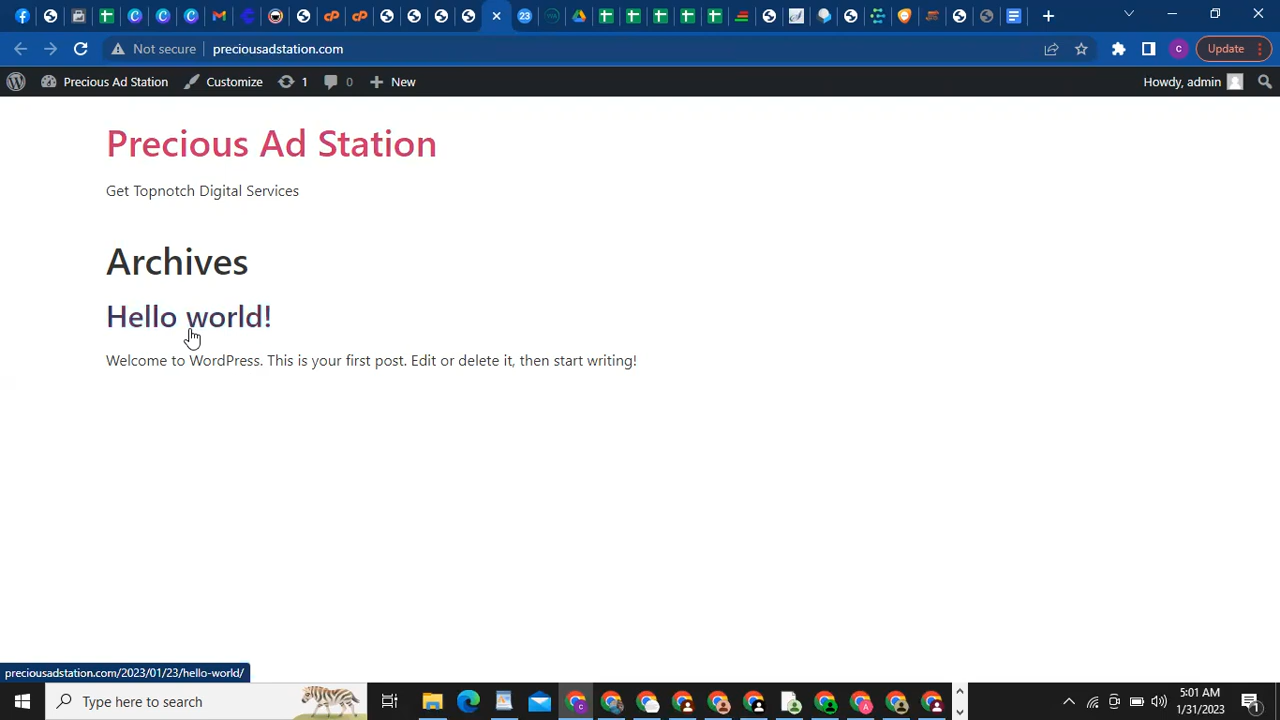 23
Not secure
preciousadstation.com
Update
Precious Ad Station
Customize
1
0
New
Howdy, admin
Precious Ad Station
Get Topnotch Digital Services
Archives
Hello world!
Welcome to WordPress. This is your first post. Edit or delete it, then start writing!
preciousadstation.com/2023/01/23/hello-world/
Type here to search
5:01 AM
1/31/2023